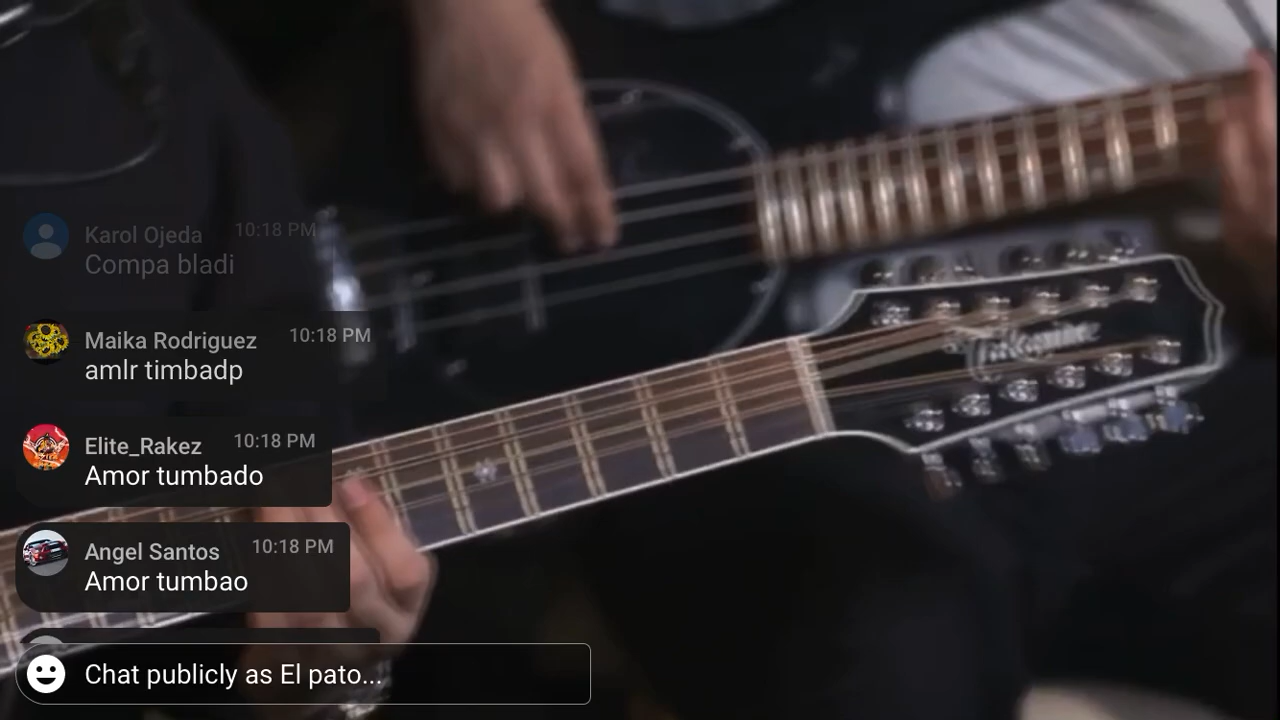 Karol Ojeda 10:18 PM
Compa bladi
Maika Rodriguez 10:18 PM
amlr timbadp
Elite_Rakez 10:18 PM
Amor tumbado
Angel Santos 10:18 PM
Amor tumbao
Chat publicly as El pato...